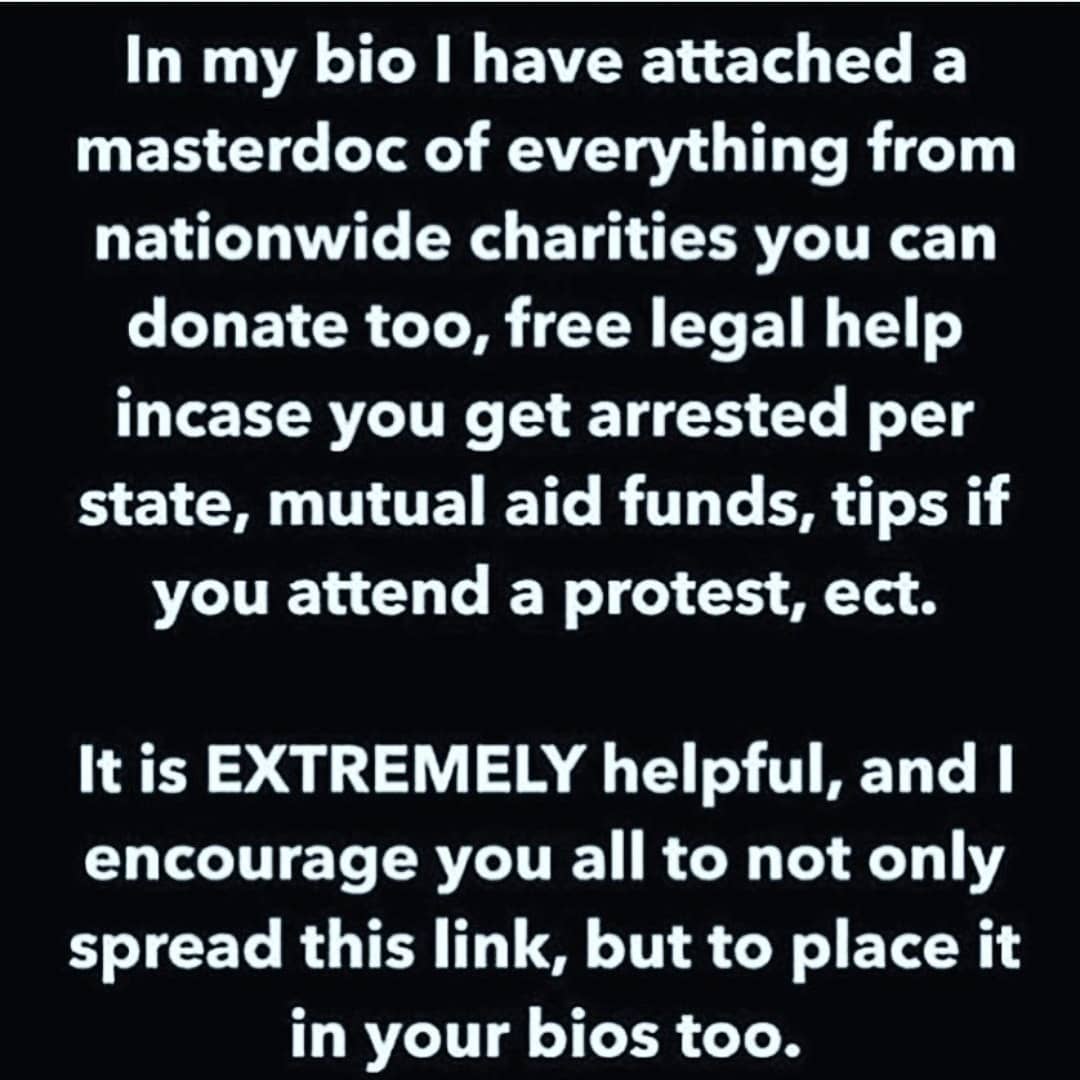 In my bio I have attached a
masterdoc of everything from
nationwide charities you can
donate too, free legal help
incase you get arrested per
state, mutual aid funds, tips if
you attend a protest, ect.
It is EXTREMELY helpful, and I
encourage you all to not only
spread this link, but to place it
in your bios too.